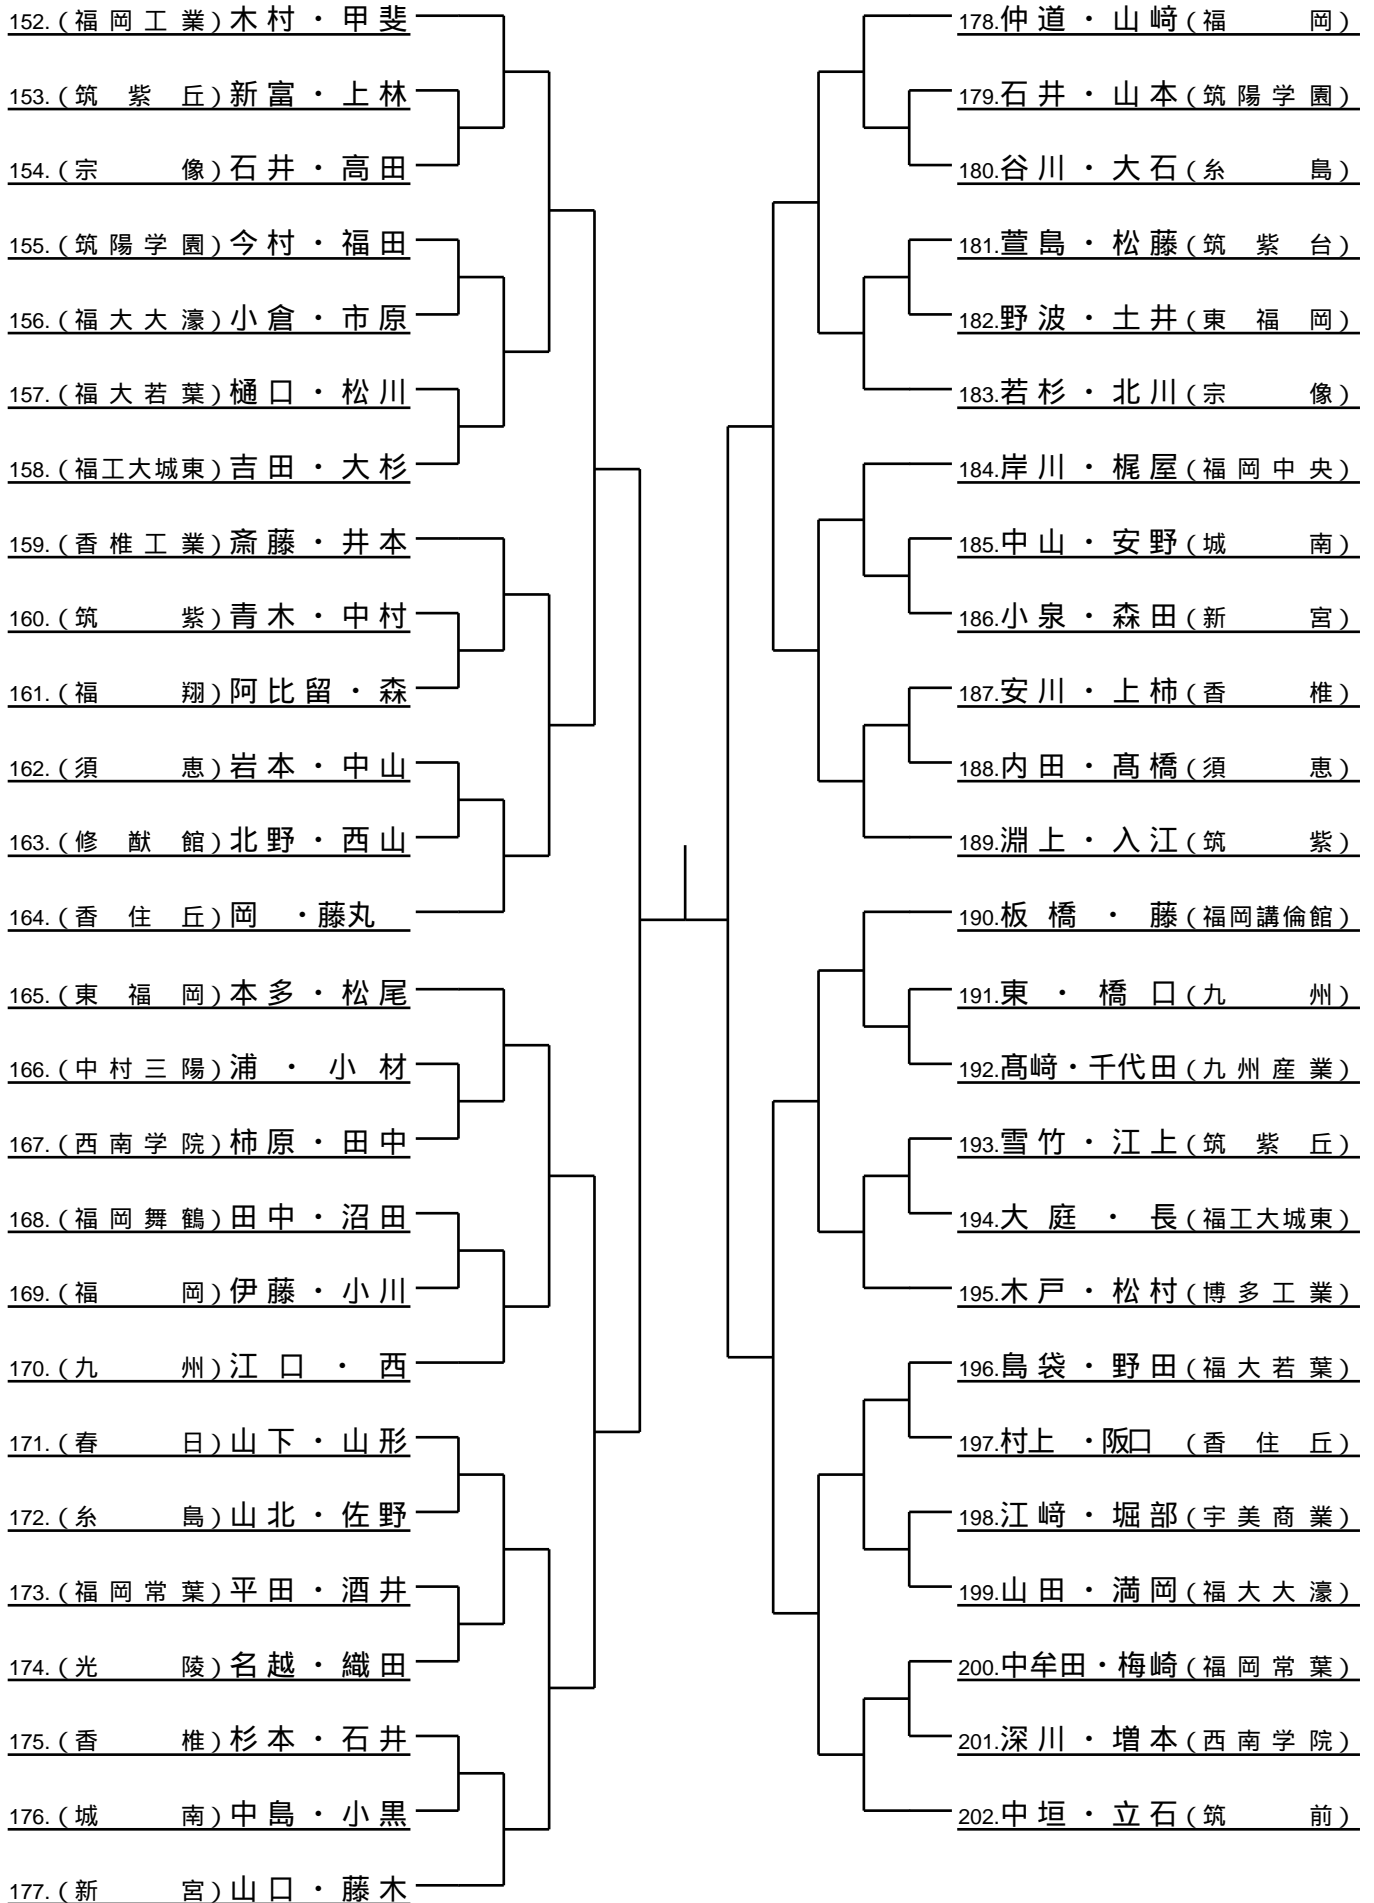 152.(福岡工業)木村・甲斐
153.(筑紫丘)新富・上林
154.(宗像)石井・高田
155.(筑陽学園)今村・福田
156.(福大大濠)小倉・市原
157.(福大若葉)樋口・松川
158.(福工大城東)吉田・大杉
159.(香椎工業)斎藤・井本
160.(筑紫)青木・中村
161.(福翔)阿比留・森
162.(須恵)岩本・中山
163.(修猷館)北野・西山
164.(香住丘)岡・藤丸
165.(東福岡)本多・松尾
166.(中村三陽)浦・小材
167.(西南学院)柿原・田中
168.(福岡舞鶴)田中・沼田
169.(福岡)伊藤・小川
170.(九州)江口・西
171.(春日)山下・山形
172.(糸島)山北・佐野
173.(福岡常葉)平田・酒井
174.(光陵)名越・織田
175.(香椎)杉本・石井
176.(城南)中島・小黒
177.(新宮)山口・藤木
178.仲道・山﨑(福岡)
179.石井・山本(筑陽学園)
180.谷川・大石(糸島)
181.萱島・松藤(筑紫台)
182.野波・土井(東福岡)
183.若杉・北川(宗像)
184.岸川・梶屋(福岡中央)
185.中山・安野(城南)
186.小泉・森田(新宮)
187.安川・上柿(香椎)
188.内田・髙橋(須恵)
189.淵上・入江(筑紫)
190.板橋・藤(福岡講倫館)
191.東・橋口(九州)
192.髙﨑・千代田(九州産業)
193.雪竹・江上(筑紫丘)
194.大庭・長(福工大城東)
195.木戸・松村(博多工業)
196.島袋・野田(福大若葉)
197.村上・阪口(香住丘)
198.江﨑・堀部(宇美商業)
199.山田・満岡(福大大濠)
200.中牟田・梅崎(福岡常葉)
201.深川・増本(西南学院)
202.中垣・立石(筑前)